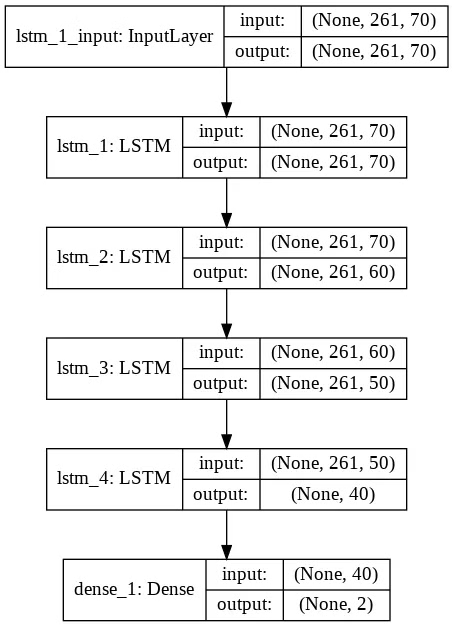 lstm_1_input: InputLayer
input: (None, 261, 70)
output: (None, 261, 70)
lstm_1: LSTM
input: (None, 261, 70)
output: (None, 261, 70)
lstm_2: LSTM
input: (None, 261, 70)
output: (None, 261, 60)
lstm_3: LSTM
input: (None, 261, 60)
output: (None, 261, 50)
lstm_4: LSTM
input: (None, 261, 50)
output: (None, 40)
dense_1: Dense
input: (None, 40)
output: (None, 2)